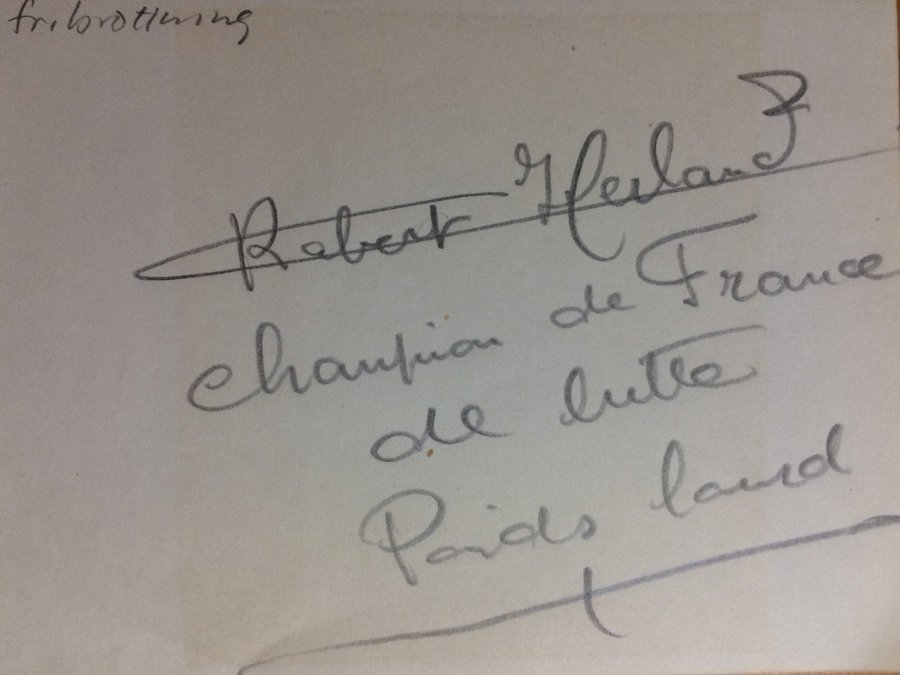 fribrottning
Robert Herland
champion de France
de lutte
Poids lourd